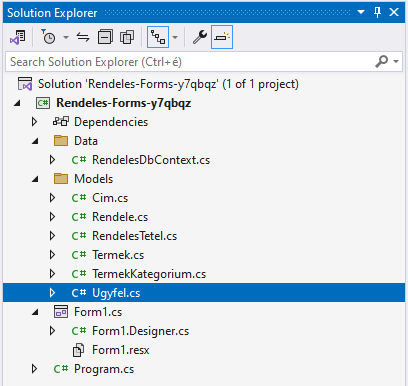 Solution Explorer
Search Solution Explorer (Ctrl+é)
Solution 'Rendeles-Forms-y7qbqz' (1 of 1 project)
Rendeles-Forms-y7qbqz
Dependencies
Data
C# RendelesDbContext.cs
Models
C# Cim.cs
C# Rendele.cs
C# RendelesTetel.cs
C# Termek.cs
C# TermekKategorium.cs
C# Ugyfel.cs
Form1.cs
C# Form1.Designer.cs
Form1.resx
C# Program.cs